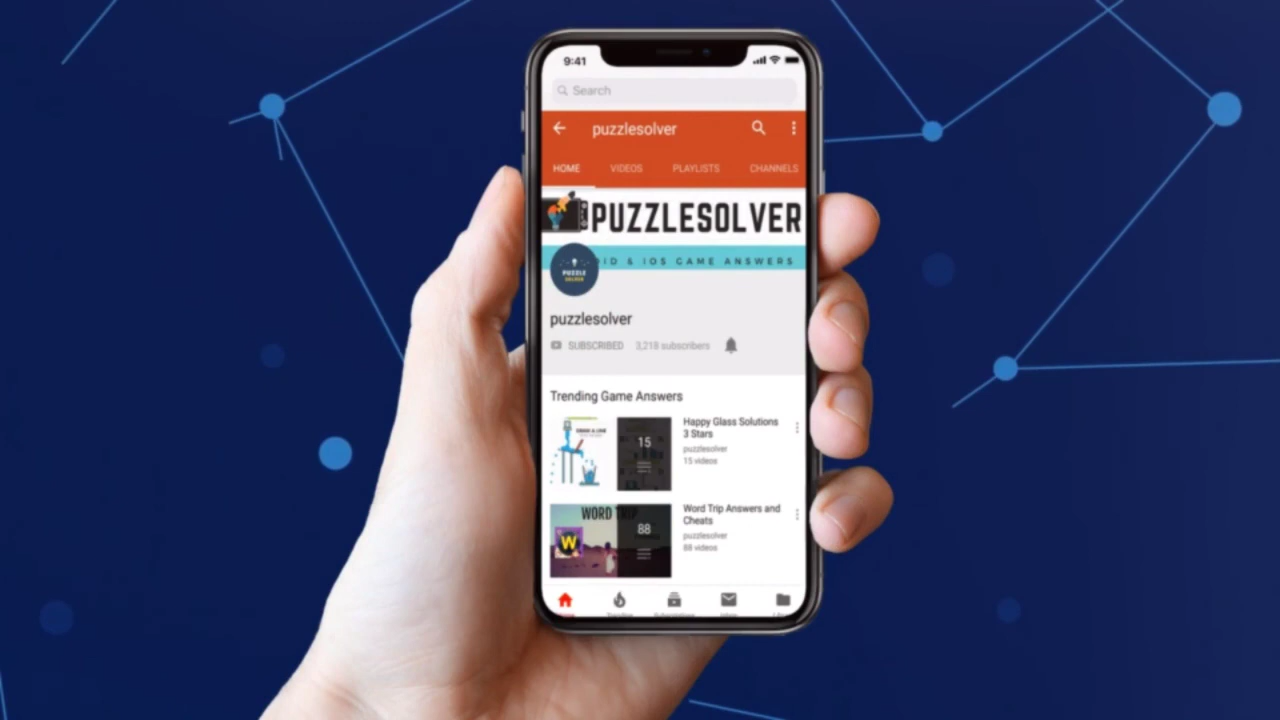 9:41
Search
puzzlesolver
HOME VIDEOS PLAYLISTS CHANNELS
PUZZLESOLVER
ID & IOS GAME ANSWERS
PUZZLE
SOLVER
puzzlesolver
SUBSCRIBED 3,218 subscribers
Trending Game Answers
15
Happy Glass Solutions
3 Stars
puzzlesolver
15 videos
WORD TRIP
W
88
Word Trip Answers and
Cheats
puzzlesolver
88 videos